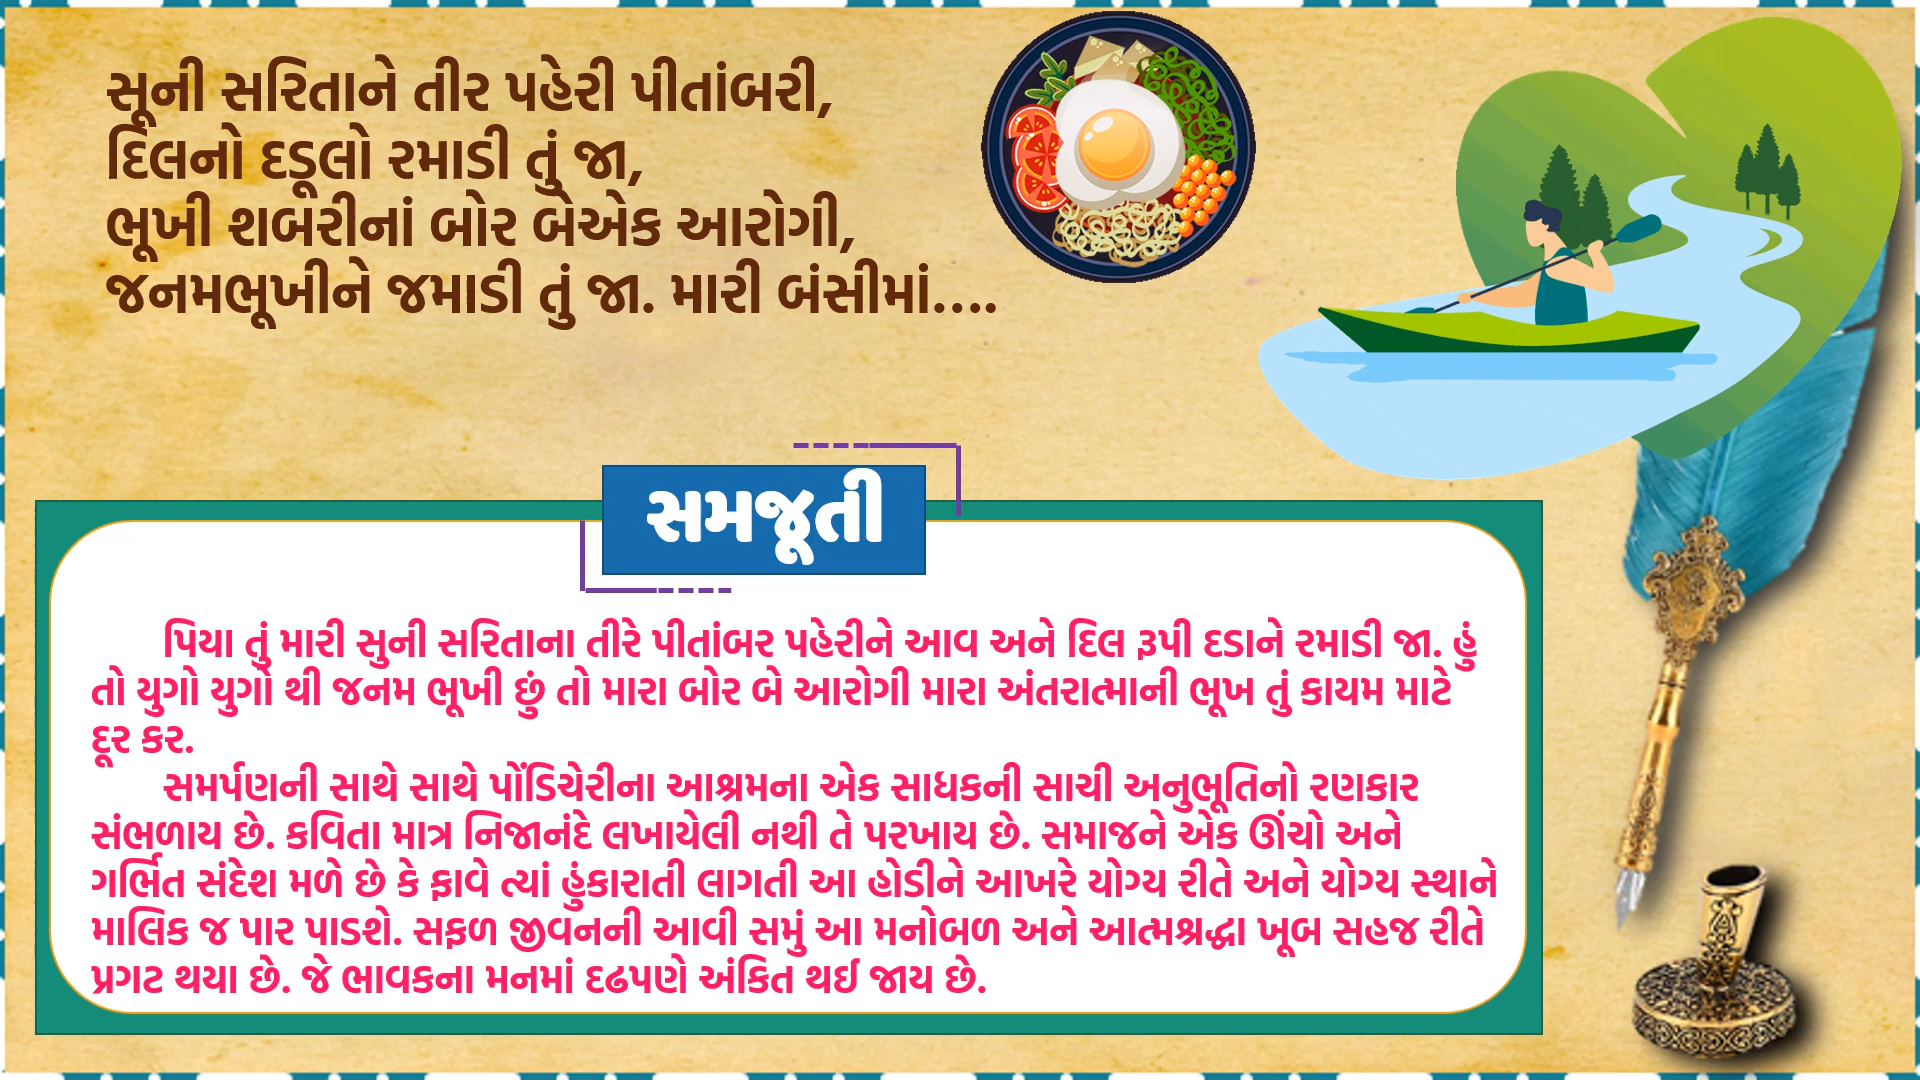 સૂની સરિતાને તીર પહેરી પીતાંબરી,
દિલનો દડૂલો રમાડી તું જા,
ભૂખી શબરીનાં બોર બેએક આરોગી,
જનમભૂખીને જમાડી તું જા. મારી બંસીમાં....
સમજૂતી
પિયા તું મારી સુની સરિતાના તીરે પીતાંબર પહેરીને આવ અને દિલ રૂપી દડાને રમાડી જા. હું
તો યુગો યુગો થી જનમ ભૂખી છું તો મારા બોર બે આરોગી મારા અંતરાત્માની ભૂખ તું કાયમ માટે
દૂર કર.
સમર્પણની સાથે સાથે પોંડિચેરીના આશ્રમના એક સાધકની સાચી અનુભૂતિનો રણકાર
સંભળાય છે. કવિતા માત્ર નિજાનંદે લખાયેલી નથી તે પરખાય છે. સમાજને એક ઊંચો અને
ગર્ભિત સંદેશ મળે છે કે ફાવે ત્યાં હુંકારાતી લાગતી આ હોડીને આખરે યોગ્ય રીતે અને યોગ્ય સ્થાને
માલિક જ પાર પાડશે. સફળ જીવનની આવી સમું આ મનોબળ અને આત્મશ્રદ્ધા ખૂબ સહજ રીતે
પ્રગટ થયા છે. જે ભાવકના મનમાં દઢપણે અંકિત થઈ જાય છે.